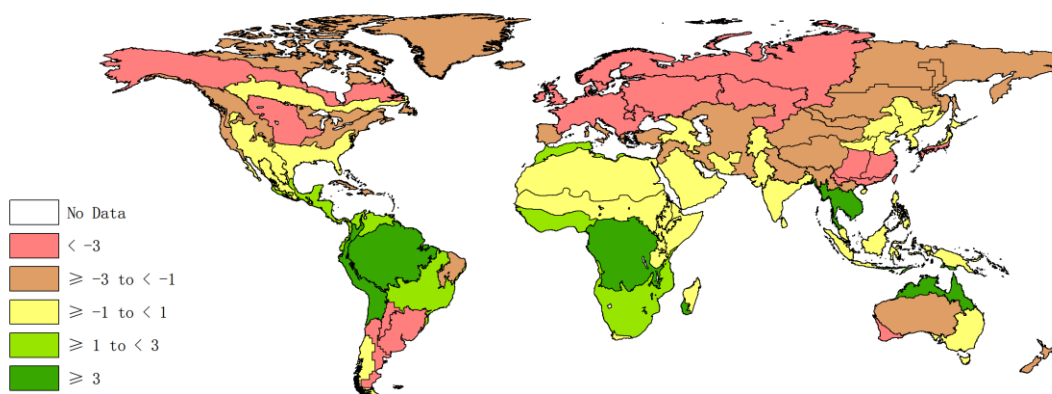 No Data
< -3
≥ -3 to < -1
≥ -1 to < 1
≥ 1 to < 3
≥ 3